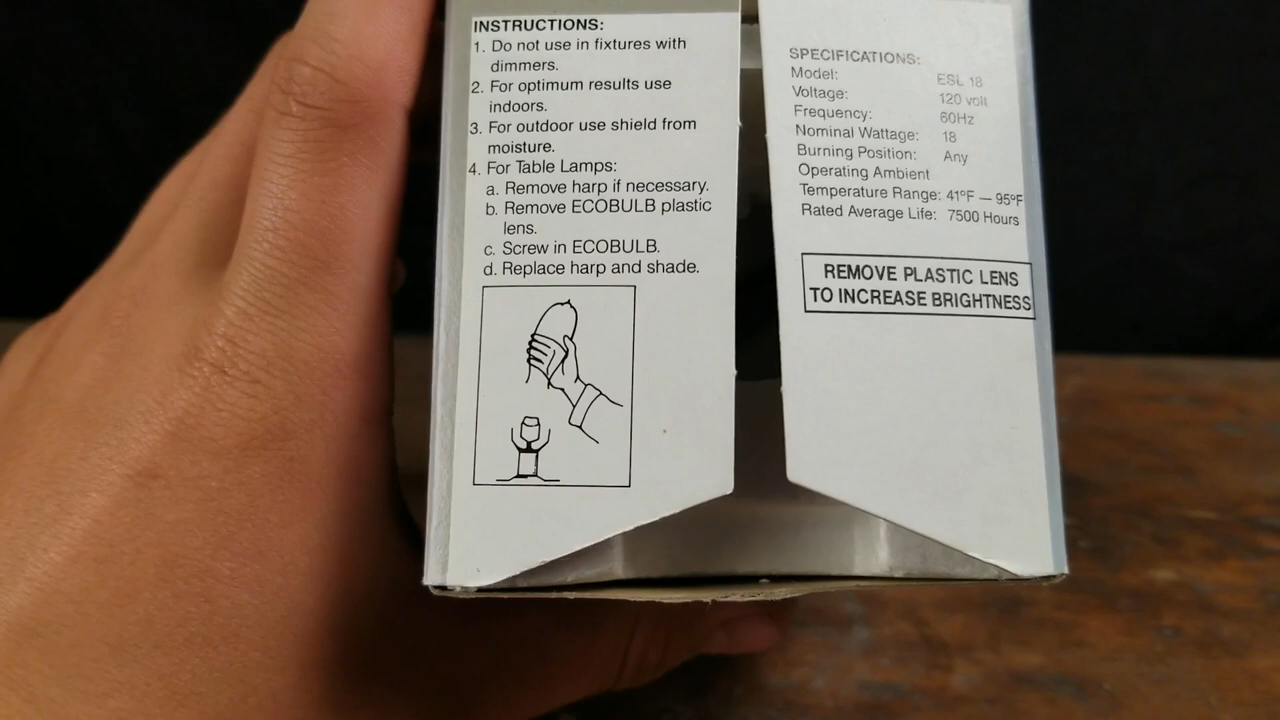 INSTRUCTIONS:
1. Do not use in fixtures with
dimmers.
2. For optimum results use
indoors.
3. For outdoor use shield from
moisture.
4. For Table Lamps:
a. Remove harp if necessary.
b. Remove ECOBULB plastic
lens.
c. Screw in ECOBULB.
d. Replace harp and shade.
SPECIFICATIONS:
Model: ESL 18
Voltage: 120 volt
Frequency: 60Hz
Nominal Wattage: 18
Burning Position: Any
Operating Ambient
Temperature Range: 41°F — 95°F
Rated Average Life: 7500 Hours
REMOVE PLASTIC LENS
TO INCREASE BRIGHTNESS